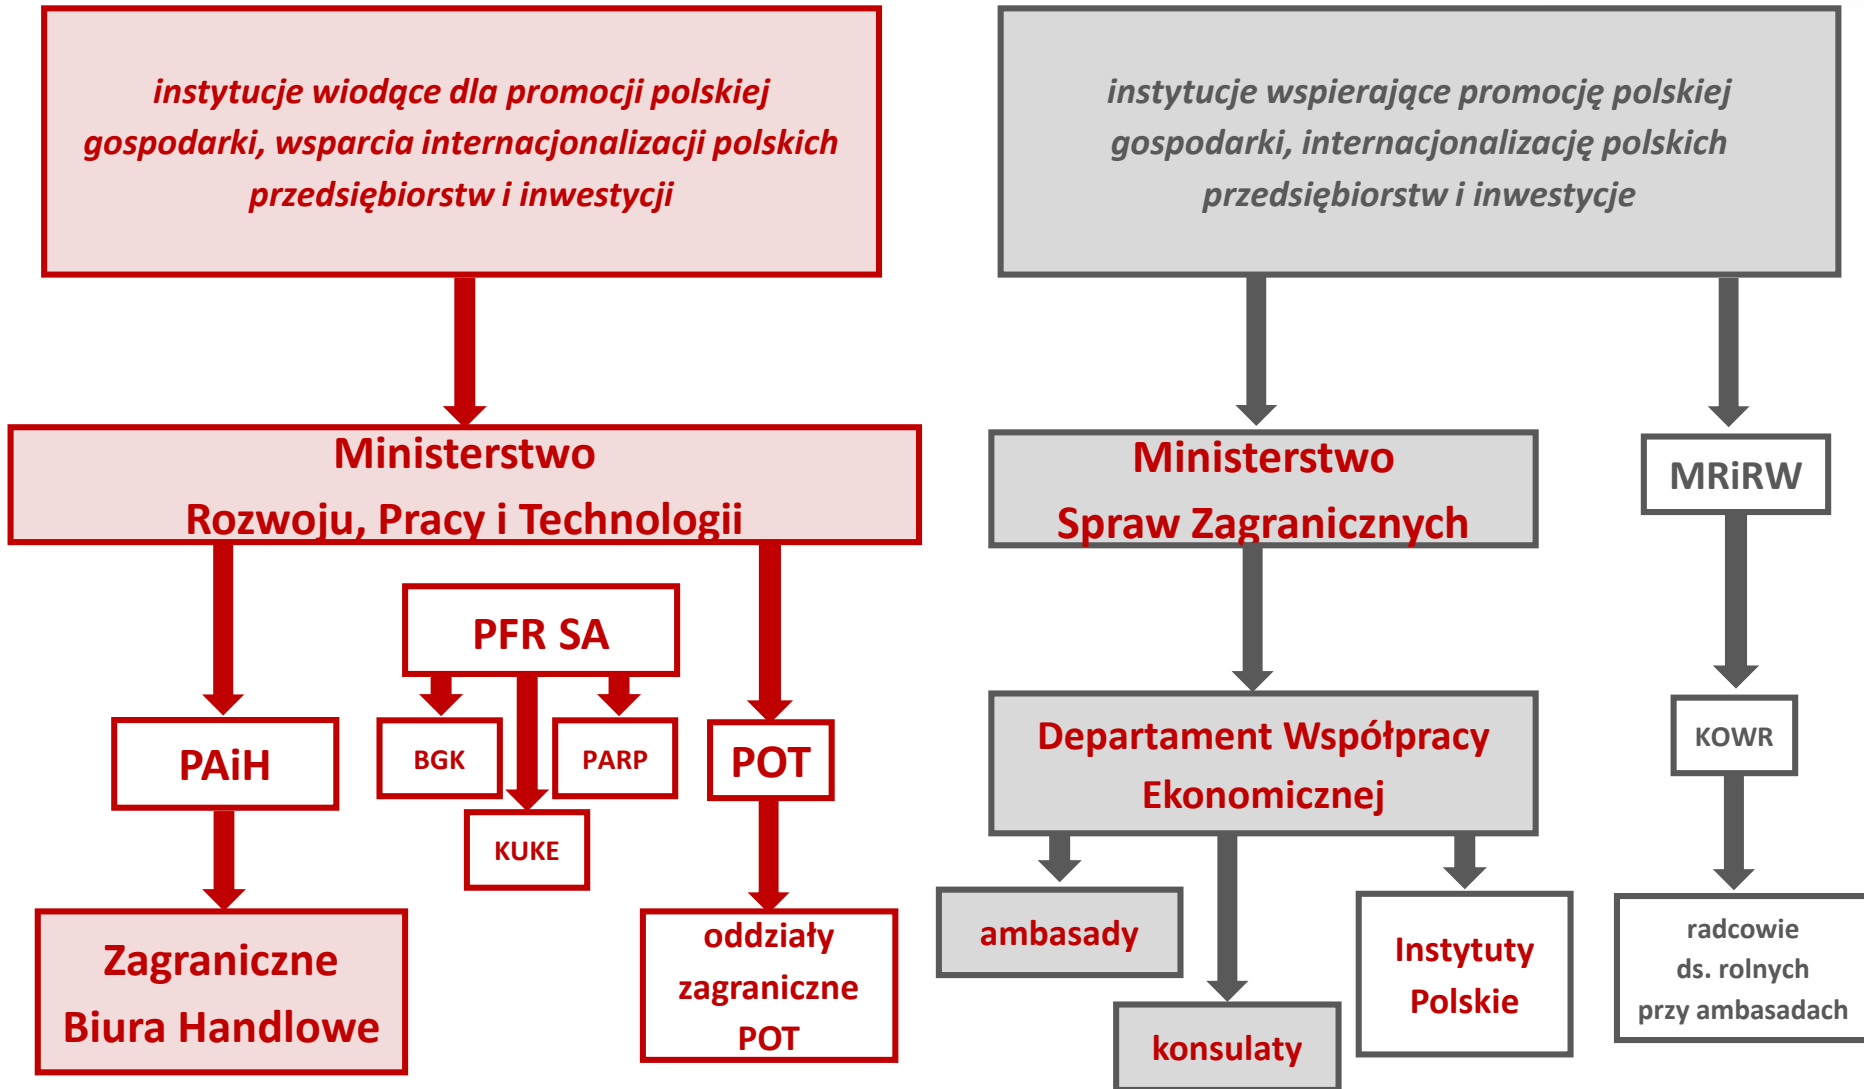 instytucje wiodące dla promocji polskiej
gospodarki, wsparcia internacjonalizacji polskich
przedsiębiorstw i inwestycji
instytucje wspierające promocję polskiej
gospodarki, internacjonalizację polskich
przedsiębiorstw i inwestycje
Ministerstwo
Rozwoju, Pracy i Technologii
Ministerstwo
Spraw Zagranicznych
MRiRW
PFR SA
PAiH
BGK
PARP
POT
KUKE
Departament Współpracy
Ekonomicznej
KOWR
Zagraniczne
Biura Handlowe
oddziały
zagraniczne
POT
ambasady
konsulaty
Instytuty
Polskie
radcowie
ds. rolnych
przy ambasadach